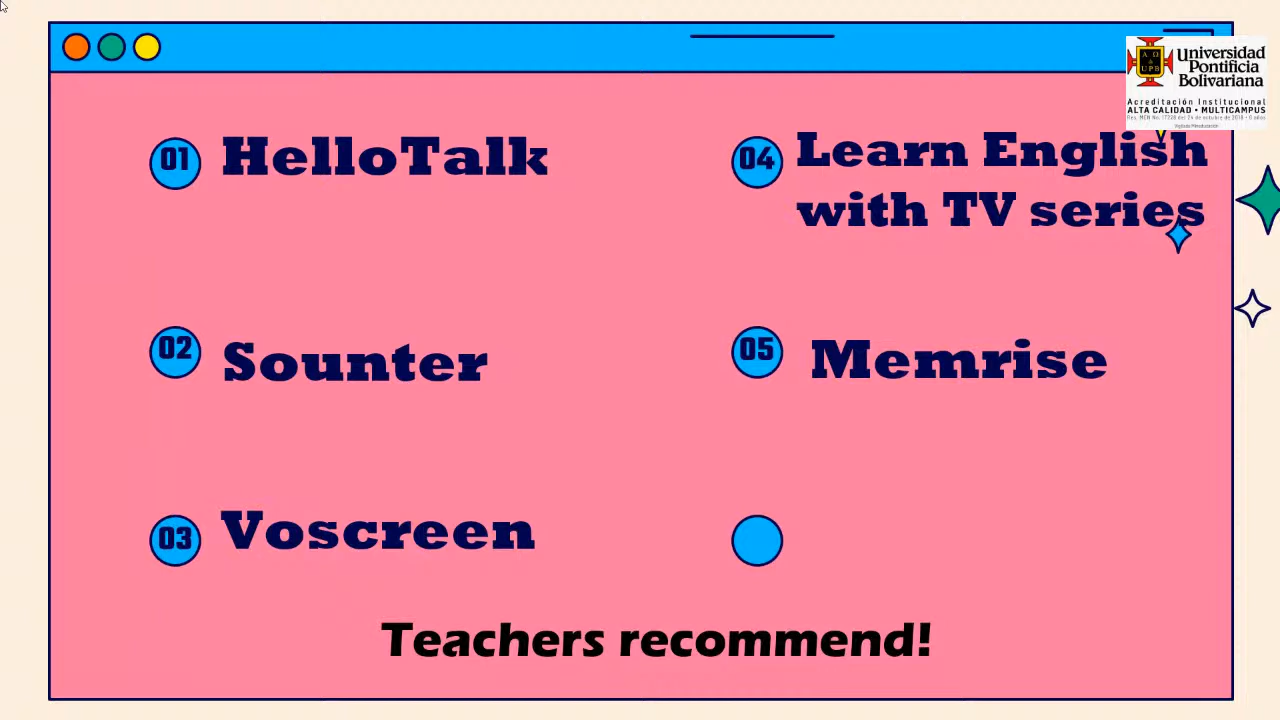 Universidad
Pontificia
Bolivariana
Acreditación Institucional
ALTA CALIDAD • MULTICAMPUS
01 HelloTalk
02 Sounter
03 Voscreen
04 Learn English
with TV series
05 Memrise
Teachers recommend!